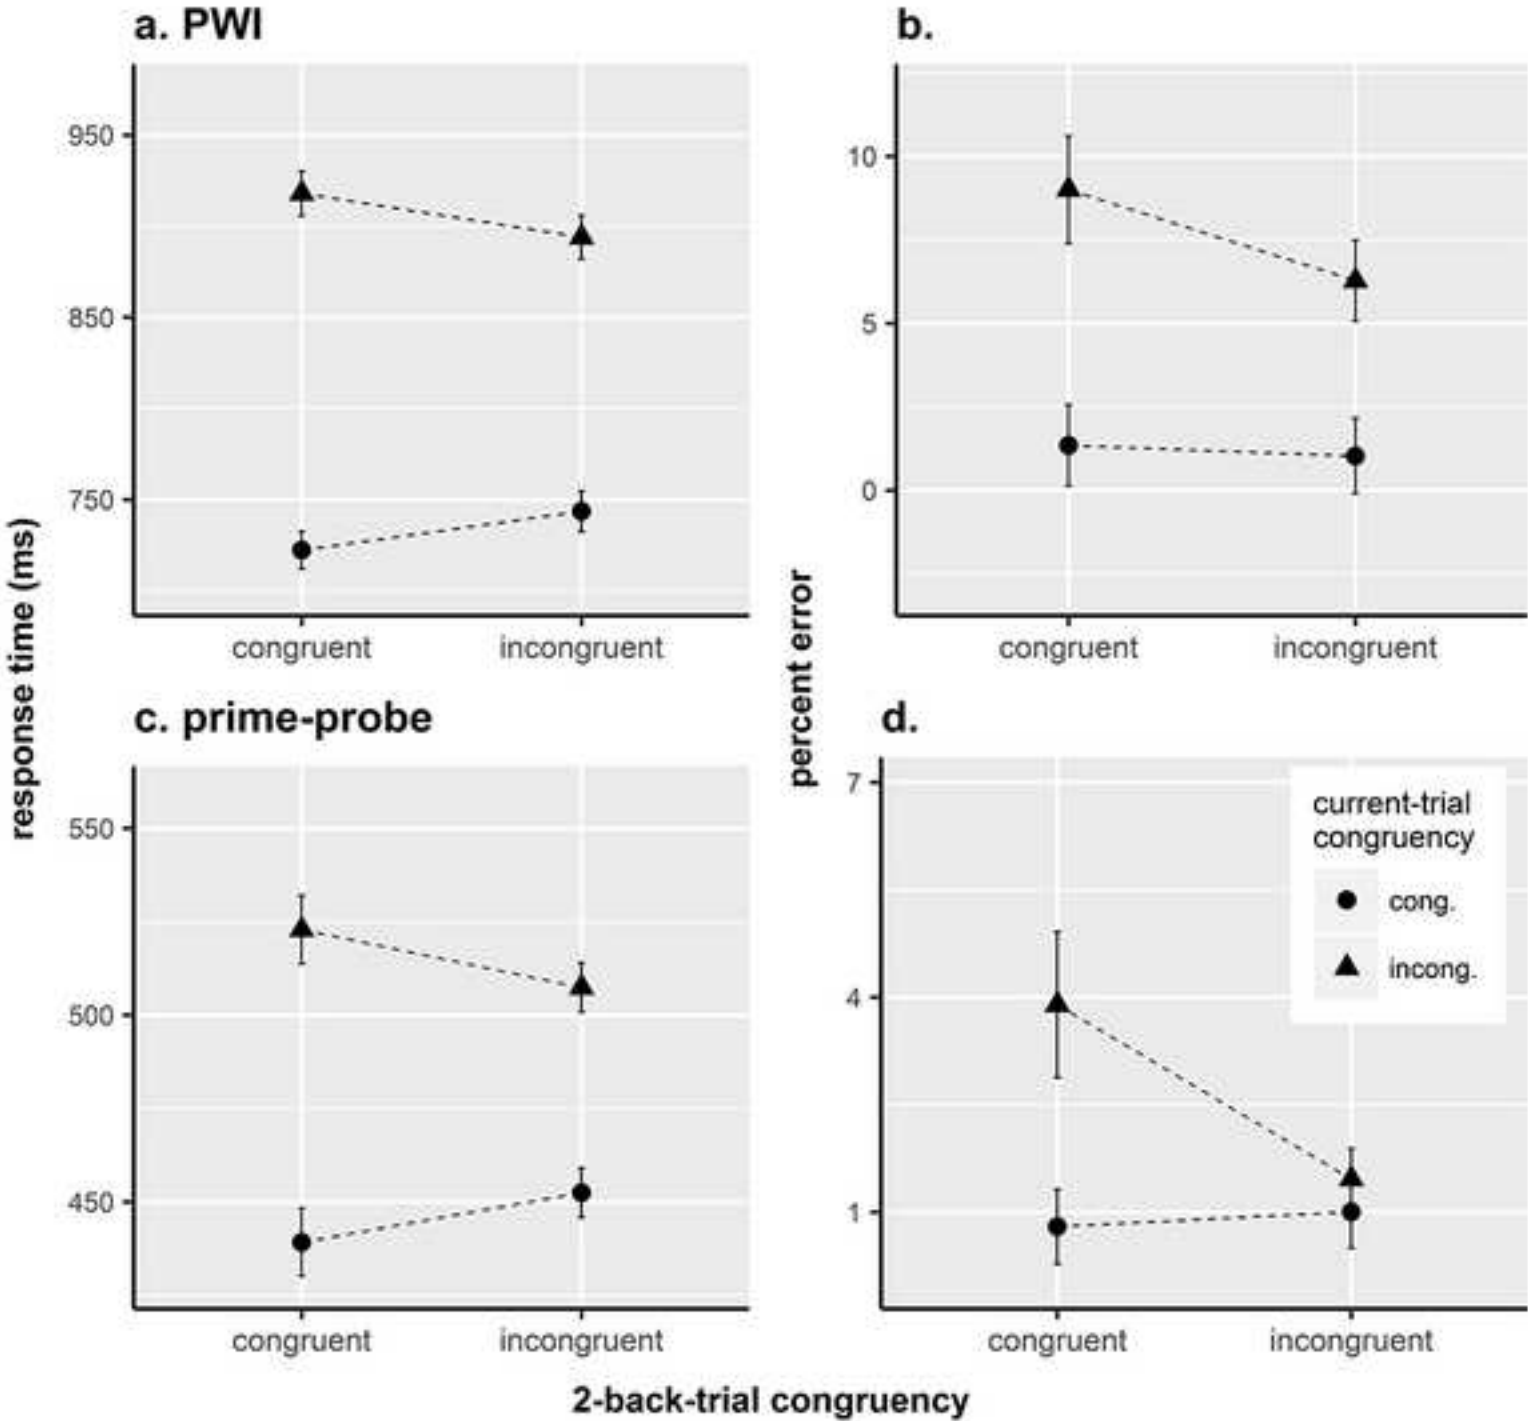 a. PWI
950
850
750
congruent
incongruent
b.
10
5
0
congruent
incongruent
response time (ms)
percent error
c. prime-probe
550
500
450
congruent
incongruent
d.
7
4
1
current-trial
congruency
cong.
incong.
congruent
incongruent
2-back-trial congruency